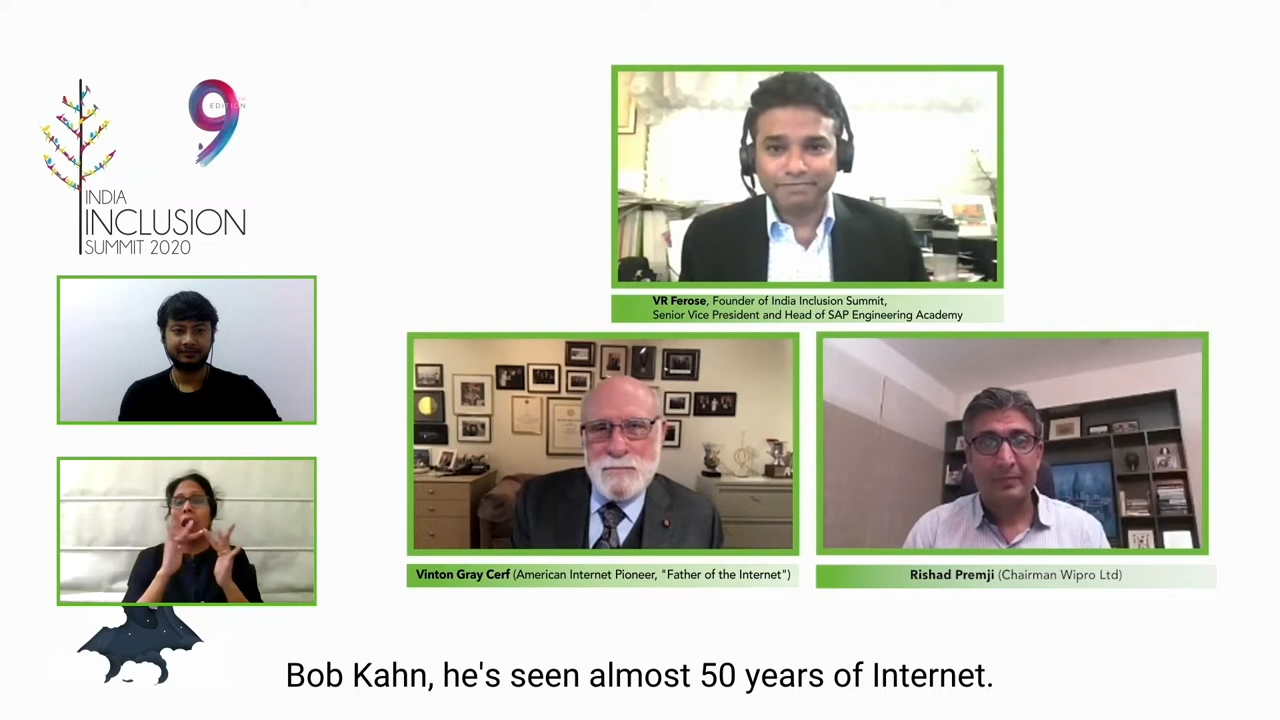 9
EDITION
INDIA
INCLUSION
SUMMIT 2020
VR Ferose, Founder of India Inclusion Summit,
Senior Vice President and Head of SAP Engineering Academy
Vinton Gray Cerf (American Internet Pioneer, "Father of the Internet")
Rishad Premji (Chairman Wipro Ltd)
Bob Kahn, he's seen almost 50 years of Internet.